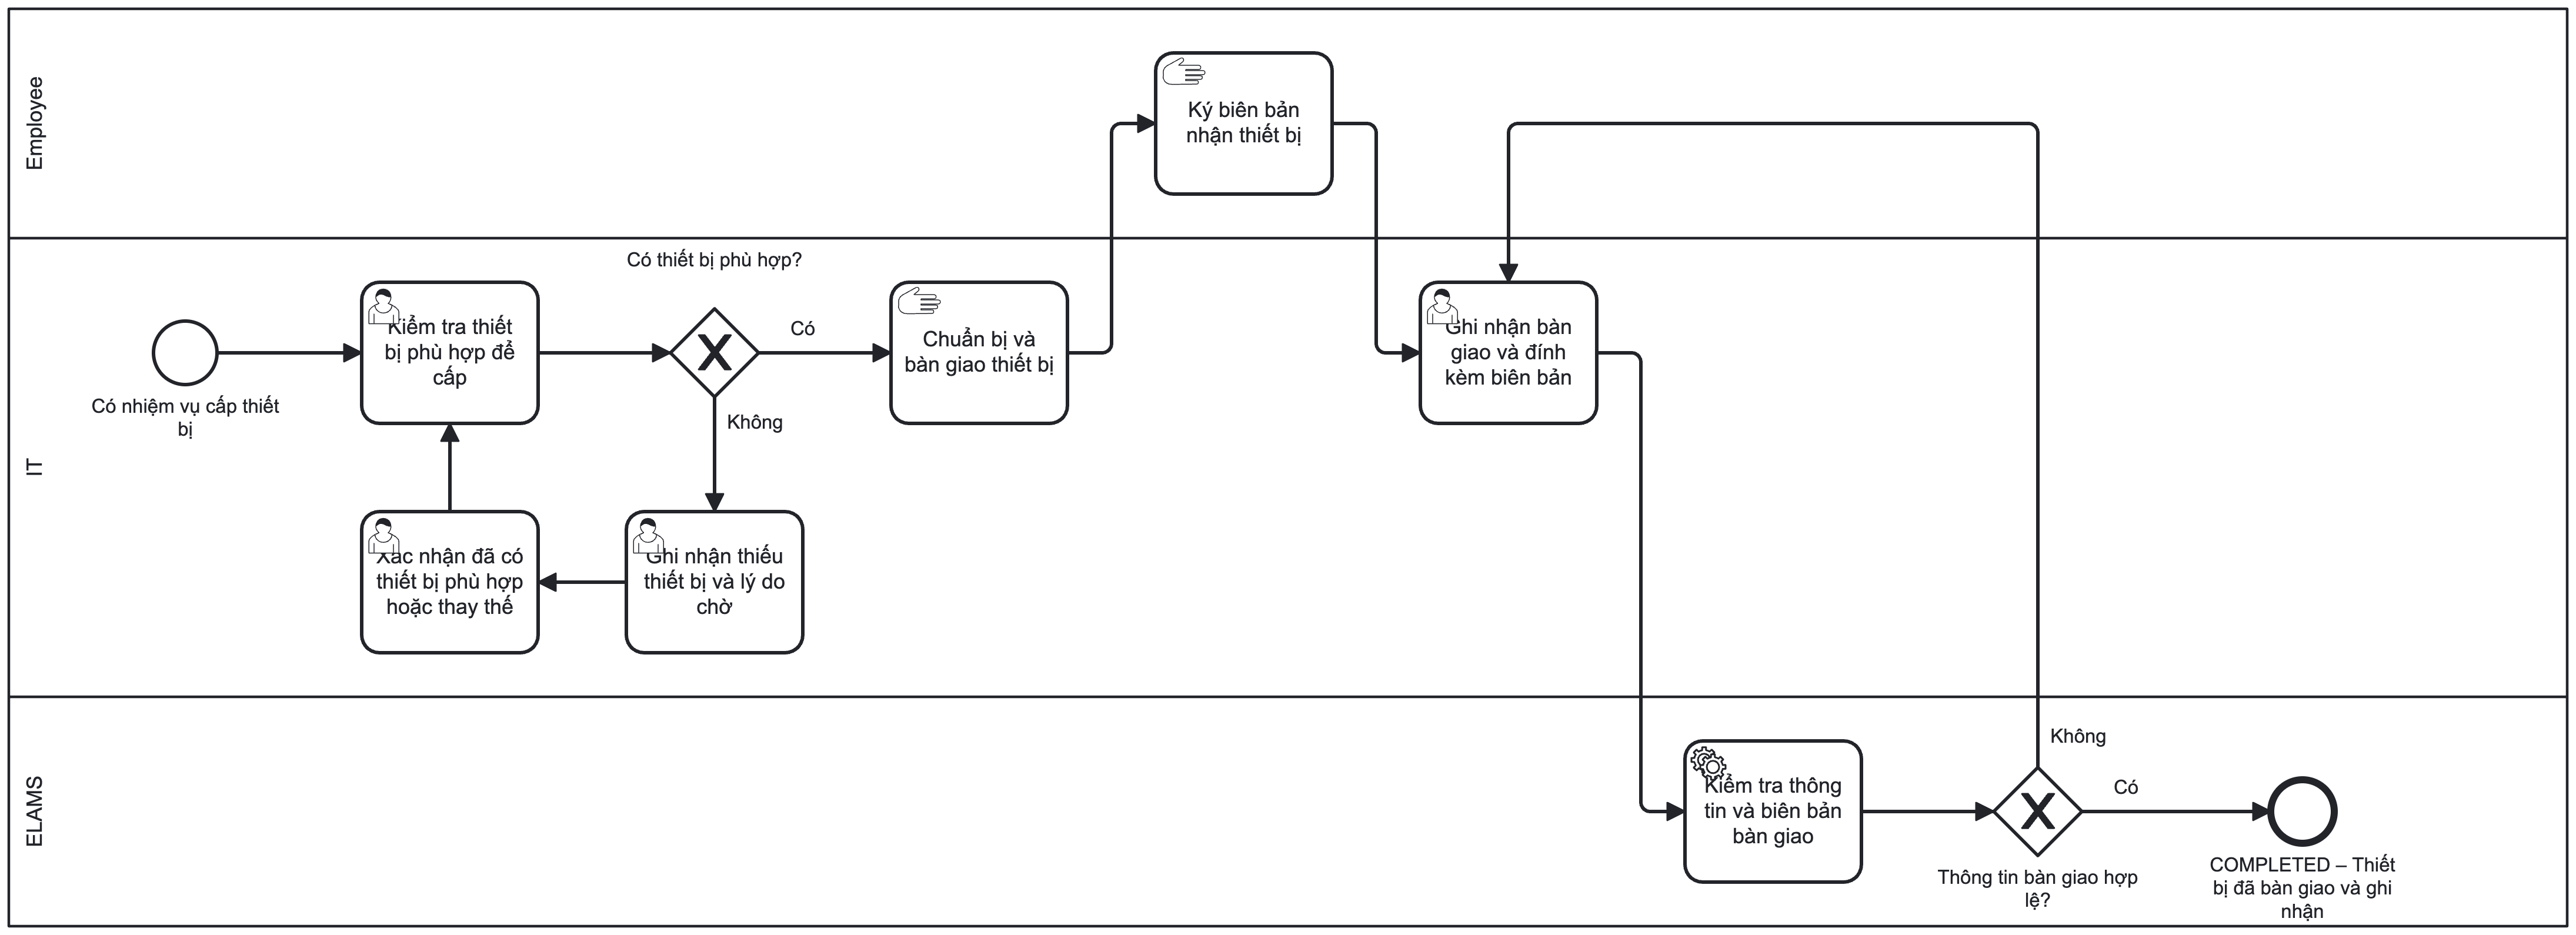 Employee
Ký biên bản
nhận thiết bị
IT
Có nhiệm vụ cấp thiết
bị
Kiểm tra thiết
bị phù hợp để
cấp
Có thiết bị phù hợp?
Có
Không
Chuẩn bị và
bàn giao thiết bị
Ghi nhận bàn
giao và đính
kèm biên bản
Xác nhận đã có
thiết bị phù hợp
hoặc thay thế
Ghi nhận thiếu
thiết bị và lý do
chờ
ELAMS
Kiểm tra thông
tin và biên bản
bàn giao
Không
Có
Thông tin bàn giao hợp
lệ?
COMPLETED – Thiết
bị đã bàn giao và ghi
nhận